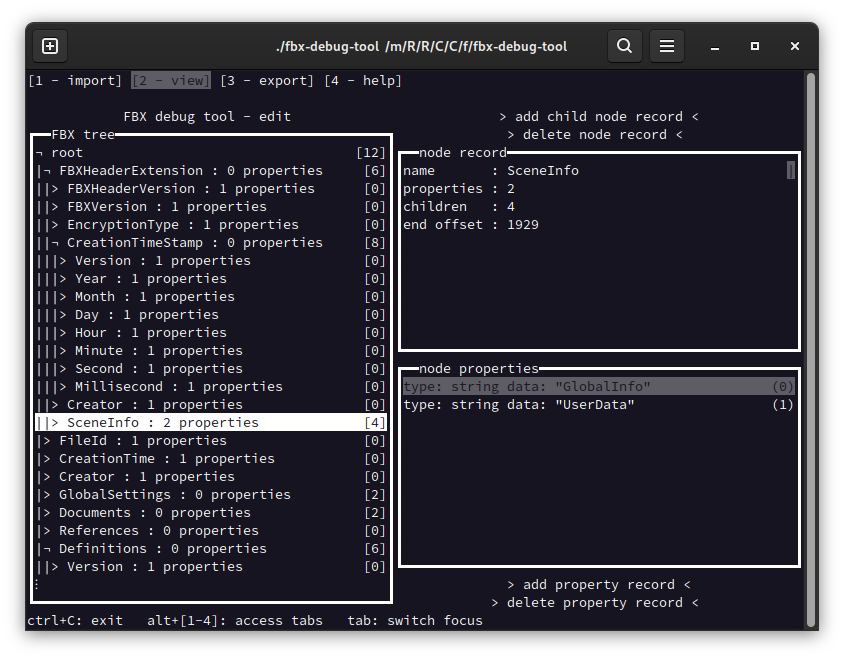 ./fbx-debug-tool /m/R/R/C/C/f/fbx-debug-tool
[1 - import] [2 - view] [3 - export] [4 - help]
FBX debug tool - edit
FBX tree
¬ root [12]
|¬ FBXHeaderExtension : 0 properties [6]
||> FBXHeaderVersion : 1 properties [0]
||> FBXVersion : 1 properties [0]
||> EncryptionType : 1 properties [0]
||¬ CreationTimeStamp : 0 properties [8]
|||> Version : 1 properties [0]
|||> Year : 1 properties [0]
|||> Month : 1 properties [0]
|||> Day : 1 properties [0]
|||> Hour : 1 properties [0]
|||> Minute : 1 properties [0]
|||> Second : 1 properties [0]
|||> Millisecond : 1 properties [0]
||> Creator : 1 properties [0]
||> SceneInfo : 2 properties [4]
|> FileId : 1 properties [0]
|> CreationTime : 1 properties [0]
|> Creator : 1 properties [0]
|> GlobalSettings : 0 properties [2]
|> Documents : 0 properties [2]
|> References : 0 properties [0]
|¬ Definitions : 0 properties [6]
||> Version : 1 properties [0]
⋮
> add child node record <
> delete node record <
node record
name : SceneInfo
properties : 2
children : 4
end offset : 1929
node properties
type: string data: "GlobalInfo" (0)
type: string data: "UserData" (1)
> add property record <
> delete property record <
ctrl+C: exit alt+[1-4]: access tabs tab: switch focus